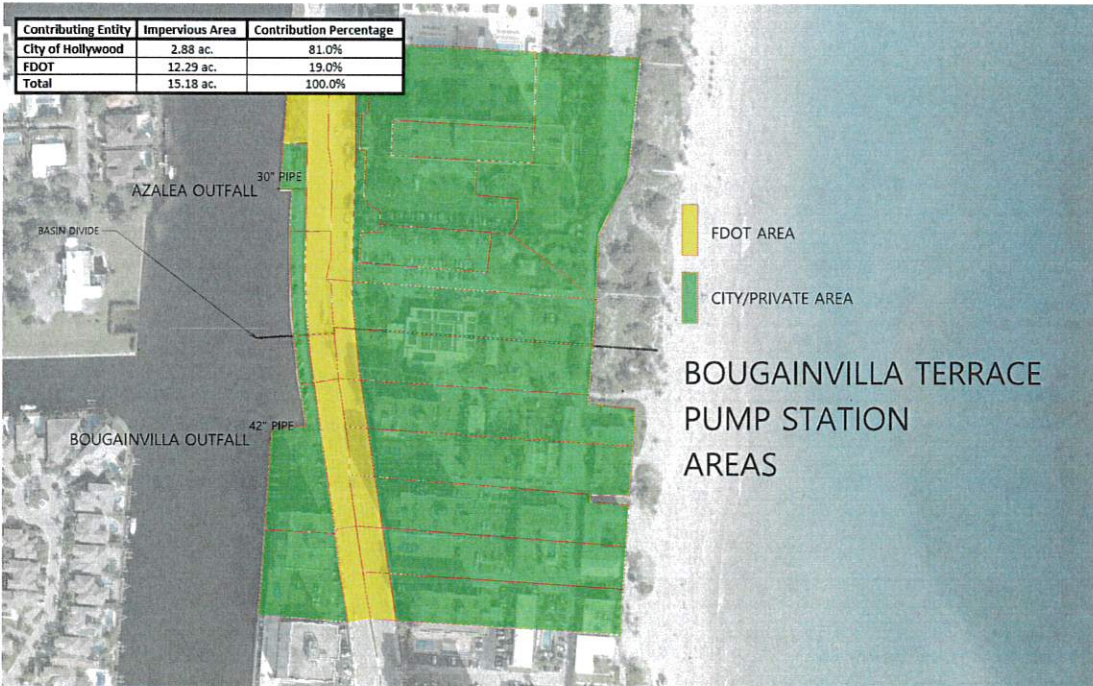 Contributing Entity Impervious Area Contribution Percentage
City of Hollywood 2.88 ac. 81.0%
FDOT 12.29 ac. 19.0%
Total 15.18 ac. 100.0%
30" PIPE
AZALEA OUTFALL
BASIN DIVIDE
FDOT AREA
CITY/PRIVATE AREA
BOUGAINVILLA TERRACE
PUMP STATION
AREAS
42" PIPE
BOUGAINVILLA OUTFALL